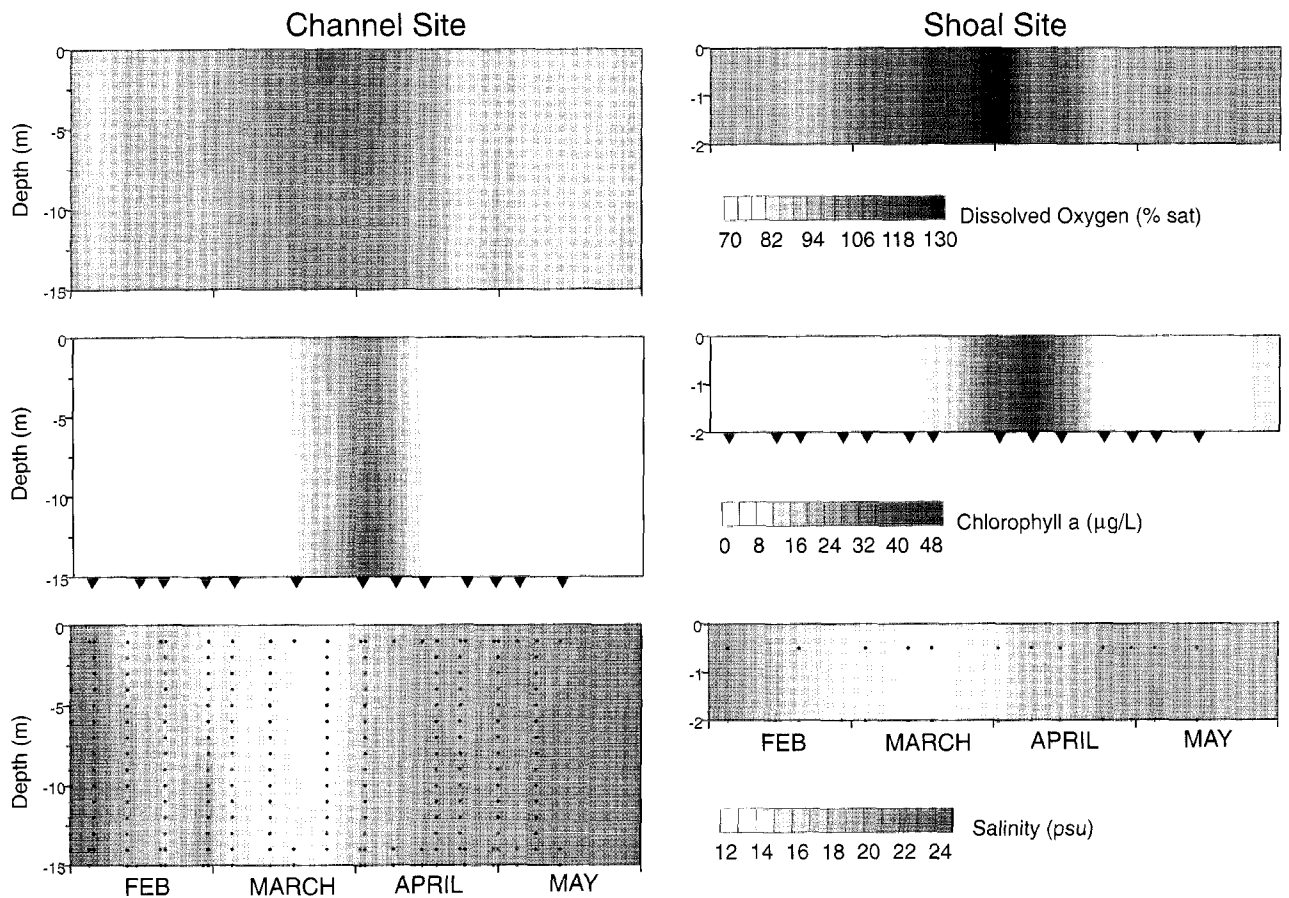 Channel Site
Shoal Site
0
-5
-10
-15
Depth (m)
0
-1
-2
Dissolved Oxygen (% sat)
70 82 94 106 118 130
0
-5
-10
-15
Depth (m)
0
-1
-2
Chlorophyll a (µg/L)
0 8 16 24 32 40 48
0
-5
-10
-15
Depth (m)
FEB MARCH APRIL MAY
0
-1
-2
FEB MARCH APRIL MAY
Salinity (psu)
12 14 16 18 20 22 24